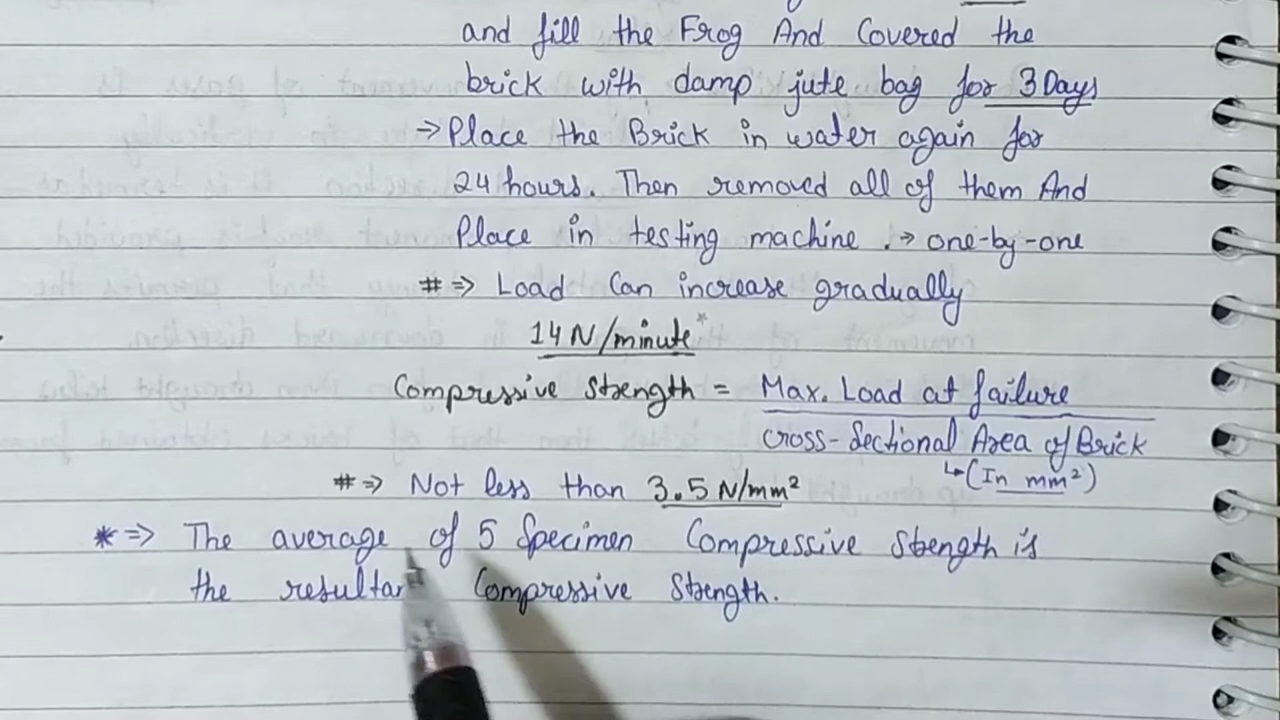 and fill the Frog And Covered the
brick with damp jute bag for 3 Days
⇒ Place the Brick in water again for
24 hours. Then removed all of them And
Place in testing machine . → one-by-one
# ⇒ Load Can increase gradually
14 N/minute*
Compressive Strength = Max. Load at failure
cross-Sectional Area of Brick
↳ (In mm²)
# ⇒ Not less than 3.5 N/mm²
* ⇒ The average of 5 Specimen Compressive Strength is
the Compressive Strength.